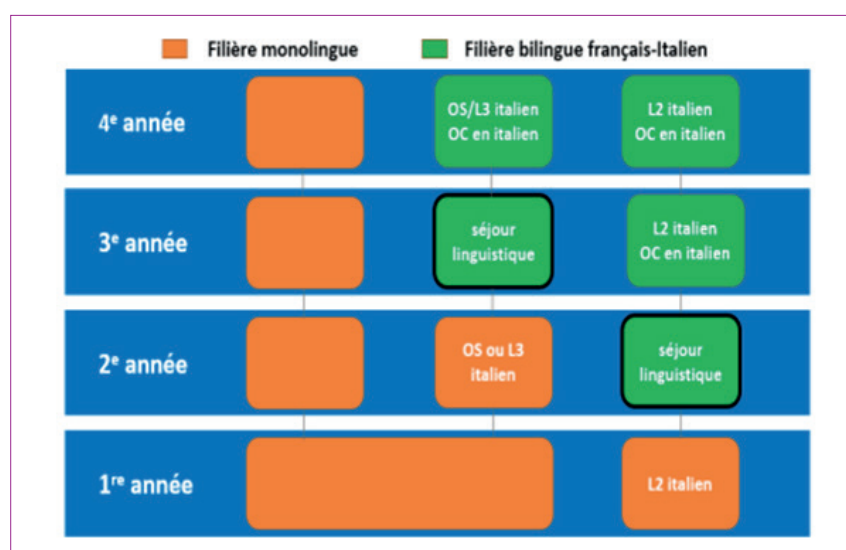 Filière monolingue
Filière bilingue français-Italien
4e année
OS/L3 italien
OC en italien
L2 italien
OC en italien
3e année
séjour
linguistique
L2 italien
OC en italien
2e année
OS ou L3
italien
séjour
linguistique
1re année
L2 italien